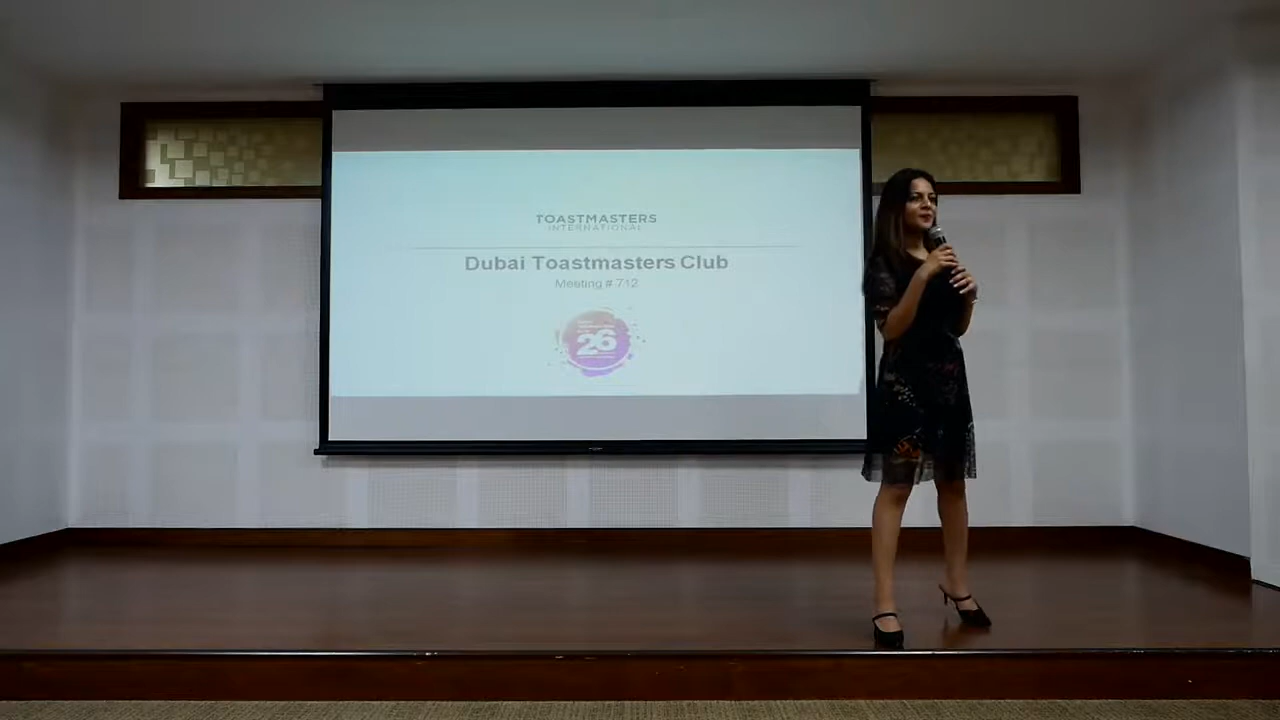 TOASTMASTERS
INTERNATIONAL
Dubai Toastmasters Club
Meeting # 712
26